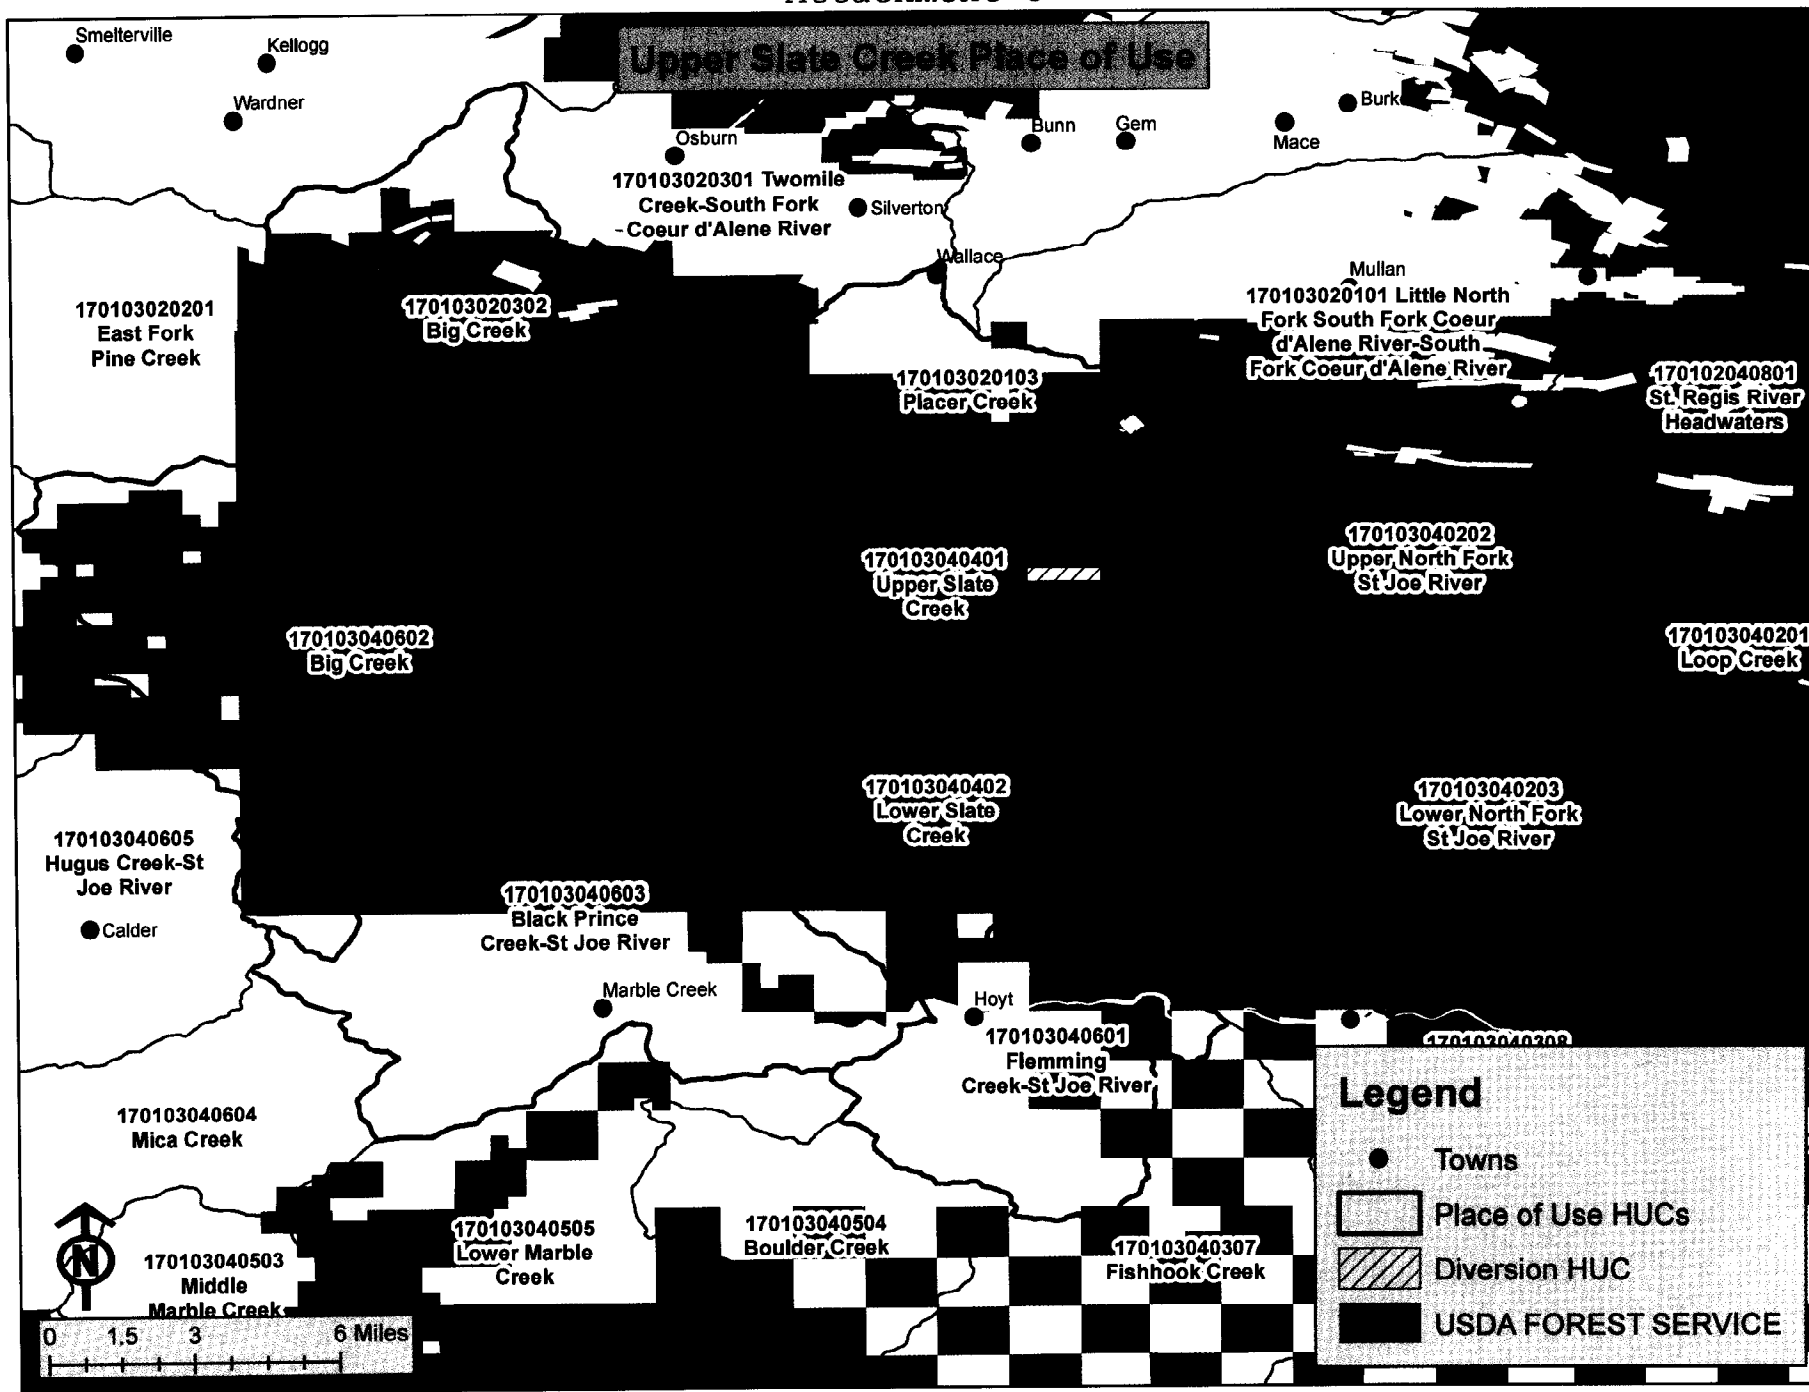 Upper Slate Creek Place of Use
Smelterville
Kellogg
Wardner
Osburn
Bunn
Gem
Mace
Silverton
Wallace
Mullan
170103020301 Twomile
Creek-South Fork
Coeur d'Alene River
170103020201
East Fork
Pine Creek
170103020302
Big Creek
170103020101 Little North
Fork South Fork Coeur
d'Alene River-South
Fork Coeur d'Alene River
170103020103
Placer Creek
170102040801
St. Regis River
Headwaters
170103040401
Upper Slate
Creek
170103040202
Upper North Fork
St Joe River
170103040602
Big Creek
170103040201
Loop Creek
170103040402
Lower Slate
Creek
170103040203
Lower North Fork
St Joe River
170103040605
Hugus Creek-St
Joe River
Calder
170103040603
Black Prince
Creek-St Joe River
Marble Creek
Hoyt
170103040601
Flemming
Creek-St Joe River
170103040308
170103040604
Mica Creek
170103040505
Lower Marble
Creek
170103040504
Boulder Creek
170103040307
Fishhook Creek
170103040503
Middle
Marble Creek
N
0 1.5 3 6 Miles
Legend
Towns
Place of Use HUCs
Diversion HUC
USDA FOREST SERVICE